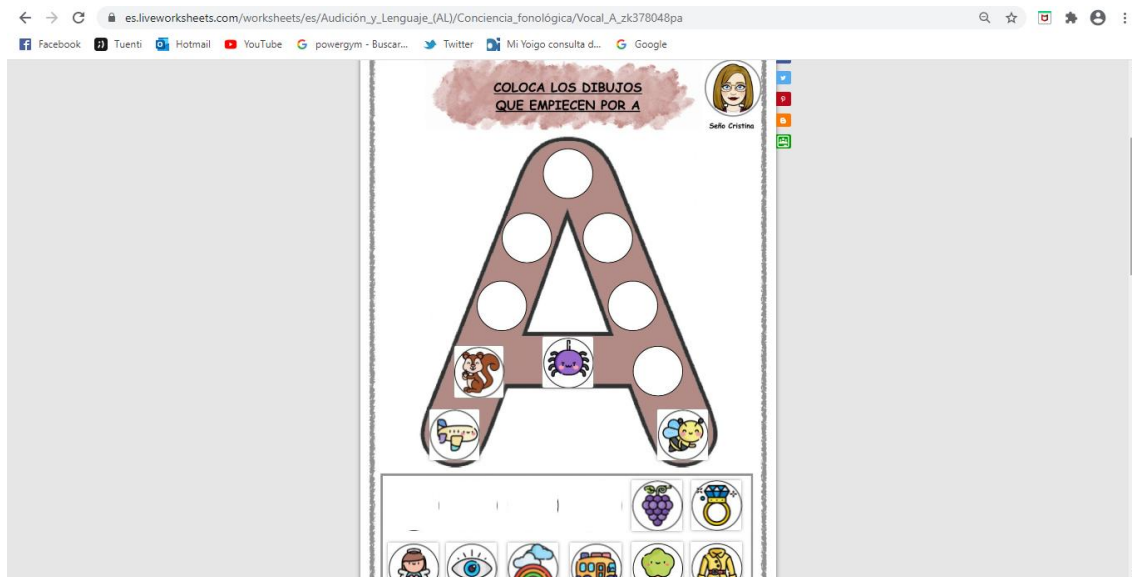 es.liveworksheets.com/worksheets/es/Audición_y_Lenguaje_(AL)/Conciencia_fonológica/Vocal_A_zk378048pa
Facebook Tuenti Hotmail YouTube powergym - Buscar... Twitter Mi Yoigo consulta d... Google
COLOCA LOS DIBUJOS
QUE EMPIECEN POR A
Seño Cristina
A